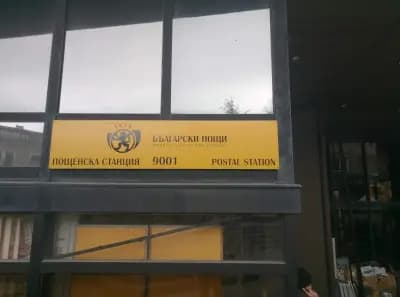 БЪЛГАРСКИ ПОЩИ
ПОЩЕНСКА СТАНЦИЯ 9001 POSTAL STATION